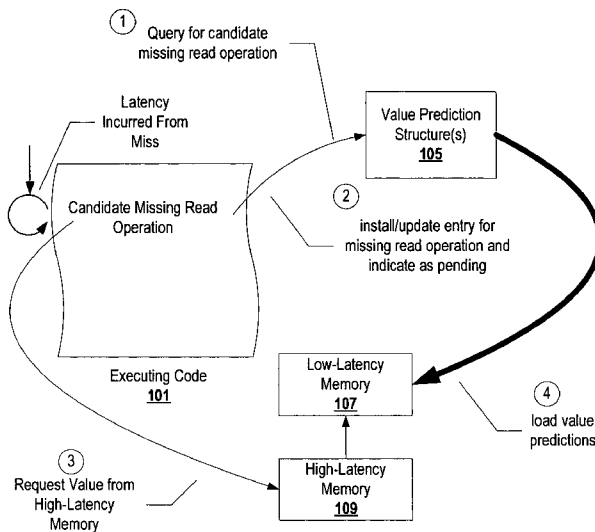 1
Query for candidate
missing read operation
Latency
Incurred From
Miss
Value Prediction
Structure(s)
105
Candidate Missing Read
Operation
2
install/update entry for
missing read operation and
indicate as pending
Executing Code
101
Low-Latency
Memory
107
4
load value
predictions
3
Request Value from
High-Latency
Memory
High-Latency
Memory
109